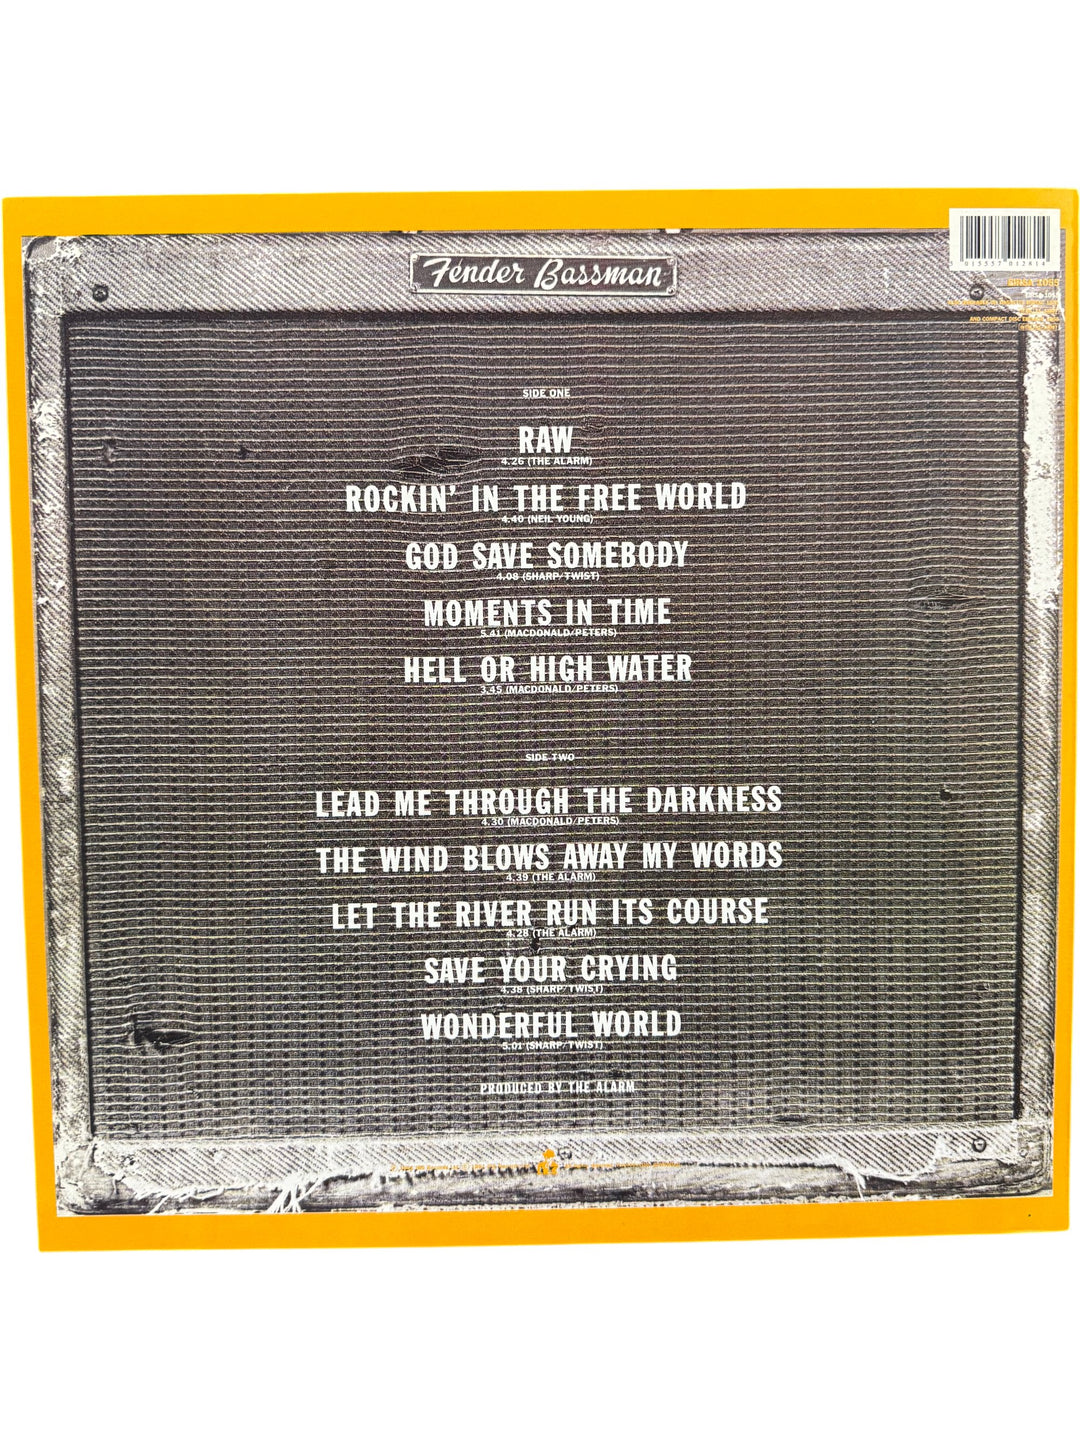 Fender Bassman
015557 012814
EIRSA 1055
SIDE ONE
RAW
4.26 (THE ALARM)
ROCKIN' IN THE FREE WORLD
4.40 (NEIL YOUNG)
GOD SAVE SOMEBODY
4.08 (SHARP/TWIST)
MOMENTS IN TIME
5.41 (MACDONALD/PETERS)
HELL OR HIGH WATER
3.45 (MACDONALD/PETERS)
SIDE TWO
LEAD ME THROUGH THE DARKNESS
4.30 (MACDONALD/PETERS)
THE WIND BLOWS AWAY MY WORDS
4.39 (THE ALARM)
LET THE RIVER RUN ITS COURSE
4.28 (THE ALARM)
SAVE YOUR CRYING
4.38 (SHARP/TWIST)
WONDERFUL WORLD
5.01 (SHARP/TWIST)
PRODUCED BY THE ALARM